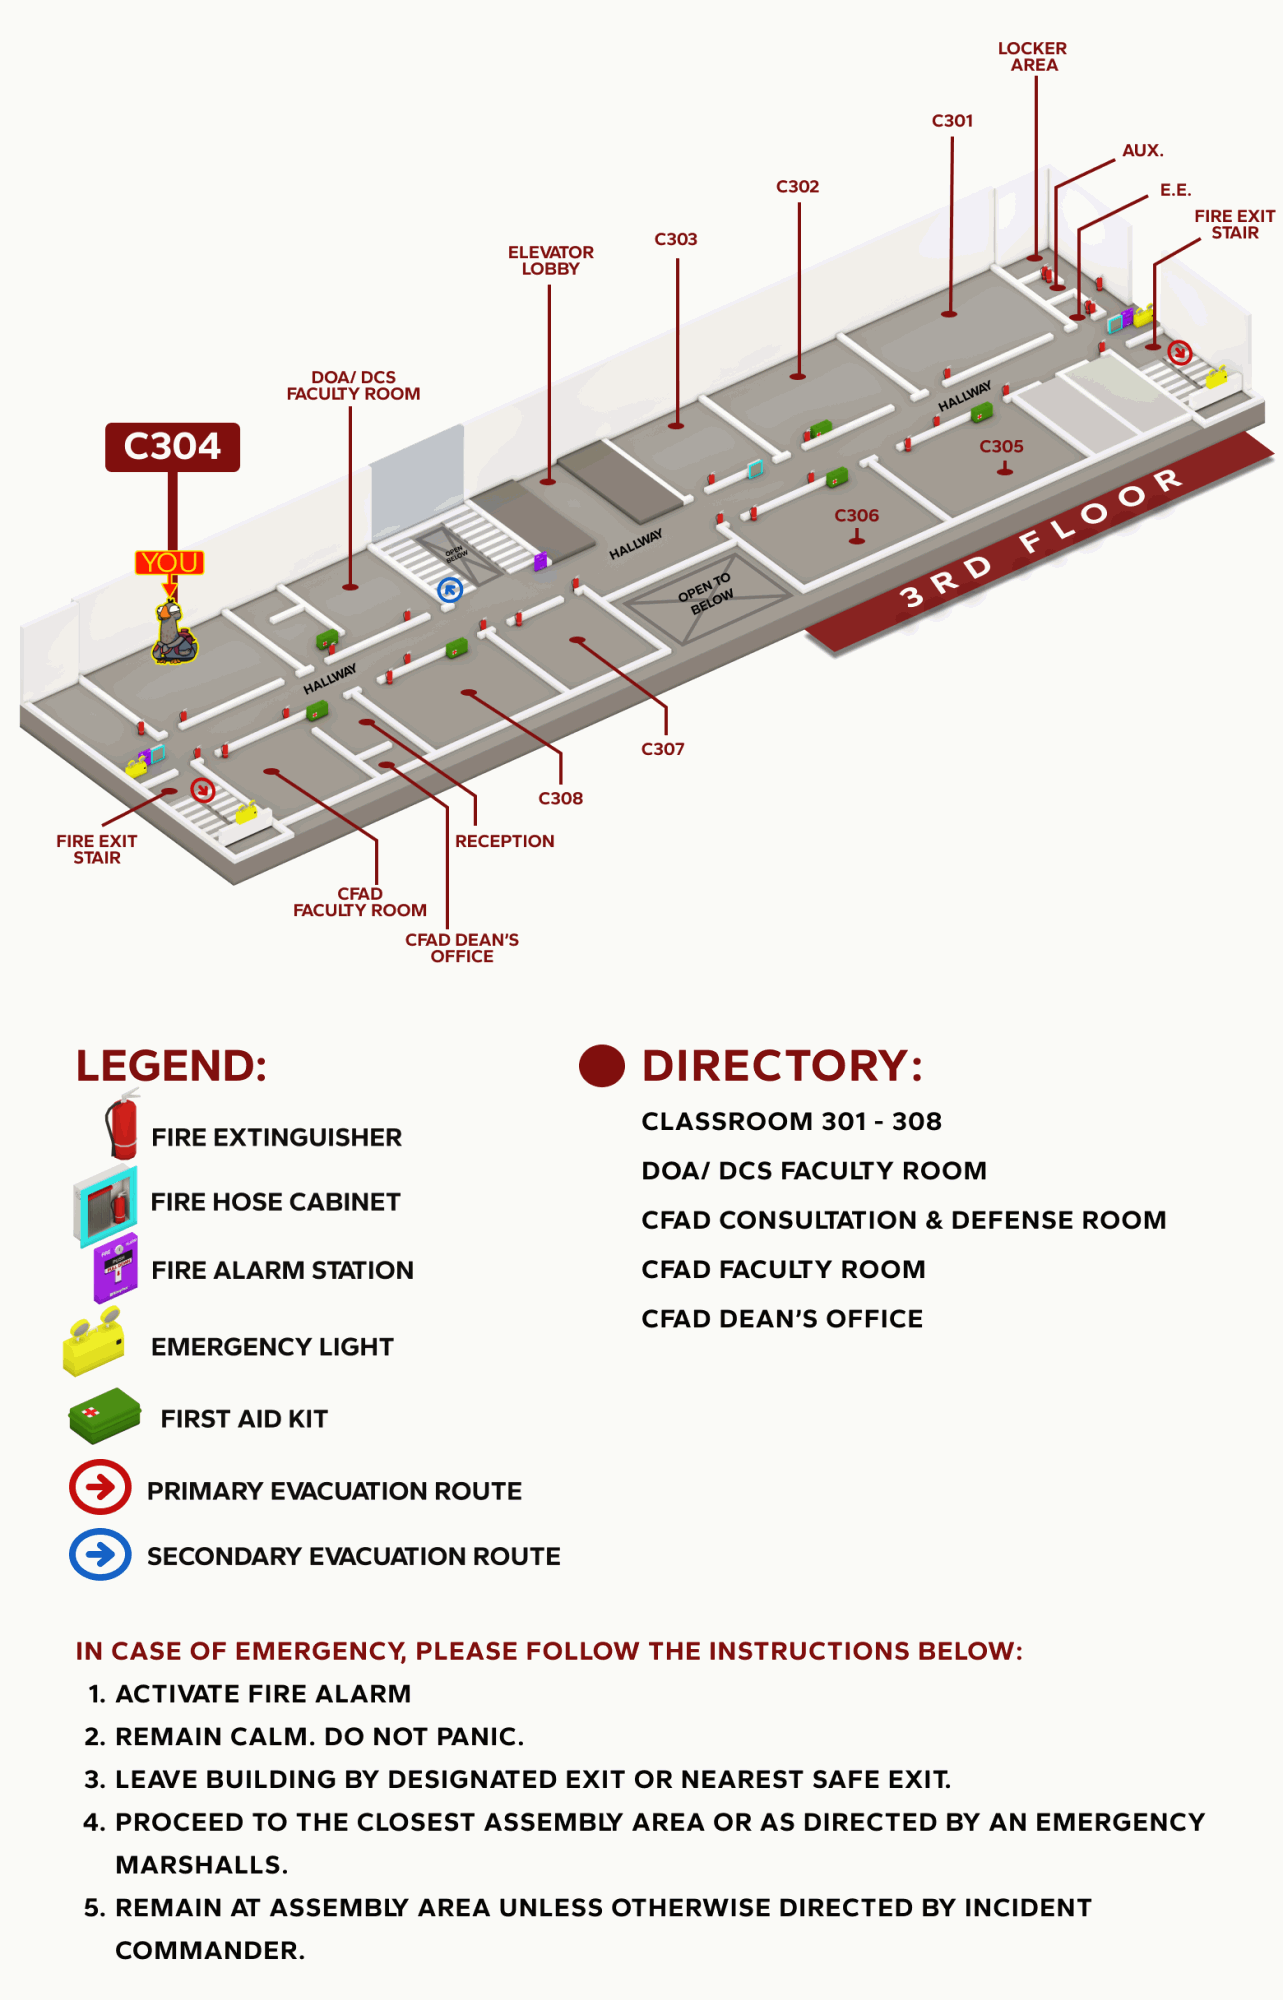 LOCKER
AREA
C301
AUX.
C302
E.E.
FIRE EXIT
STAIR
C303
ELEVATOR
LOBBY
DOA/ DCS
FACULTY ROOM
C304
YOU
HALLWAY
C305
C306
3RD FLOOR
HALLWAY
OPEN
BELOW
OPEN TO
BELOW
HALLWAY
C307
C308
RECEPTION
FIRE EXIT
STAIR
CFAD
FACULTY ROOM
CFAD DEAN'S
OFFICE
LEGEND:
FIRE EXTINGUISHER
FIRE HOSE CABINET
FIRE ALARM STATION
EMERGENCY LIGHT
FIRST AID KIT
PRIMARY EVACUATION ROUTE
SECONDARY EVACUATION ROUTE
DIRECTORY:
CLASSROOM 301 - 308
DOA/ DCS FACULTY ROOM
CFAD CONSULTATION & DEFENSE ROOM
CFAD FACULTY ROOM
CFAD DEAN'S OFFICE
IN CASE OF EMERGENCY, PLEASE FOLLOW THE INSTRUCTIONS BELOW:
1. ACTIVATE FIRE ALARM
2. REMAIN CALM. DO NOT PANIC.
3. LEAVE BUILDING BY DESIGNATED EXIT OR NEAREST SAFE EXIT.
4. PROCEED TO THE CLOSEST ASSEMBLY AREA OR AS DIRECTED BY AN EMERGENCY
MARSHALLS.
5. REMAIN AT ASSEMBLY AREA UNLESS OTHERWISE DIRECTED BY INCIDENT
COMMANDER.